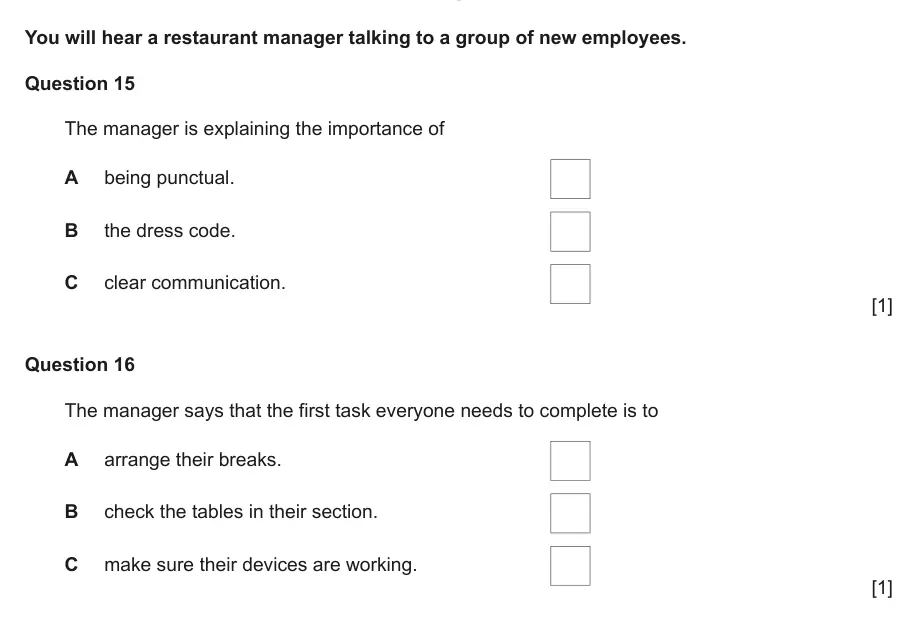 You will hear a restaurant manager talking to a group of new employees.
Question 15
The manager is explaining the importance of
A being punctual.
B the dress code.
C clear communication.
[1]
Question 16
The manager says that the first task everyone needs to complete is to
A arrange their breaks.
B check the tables in their section.
C make sure their devices are working.
[1]